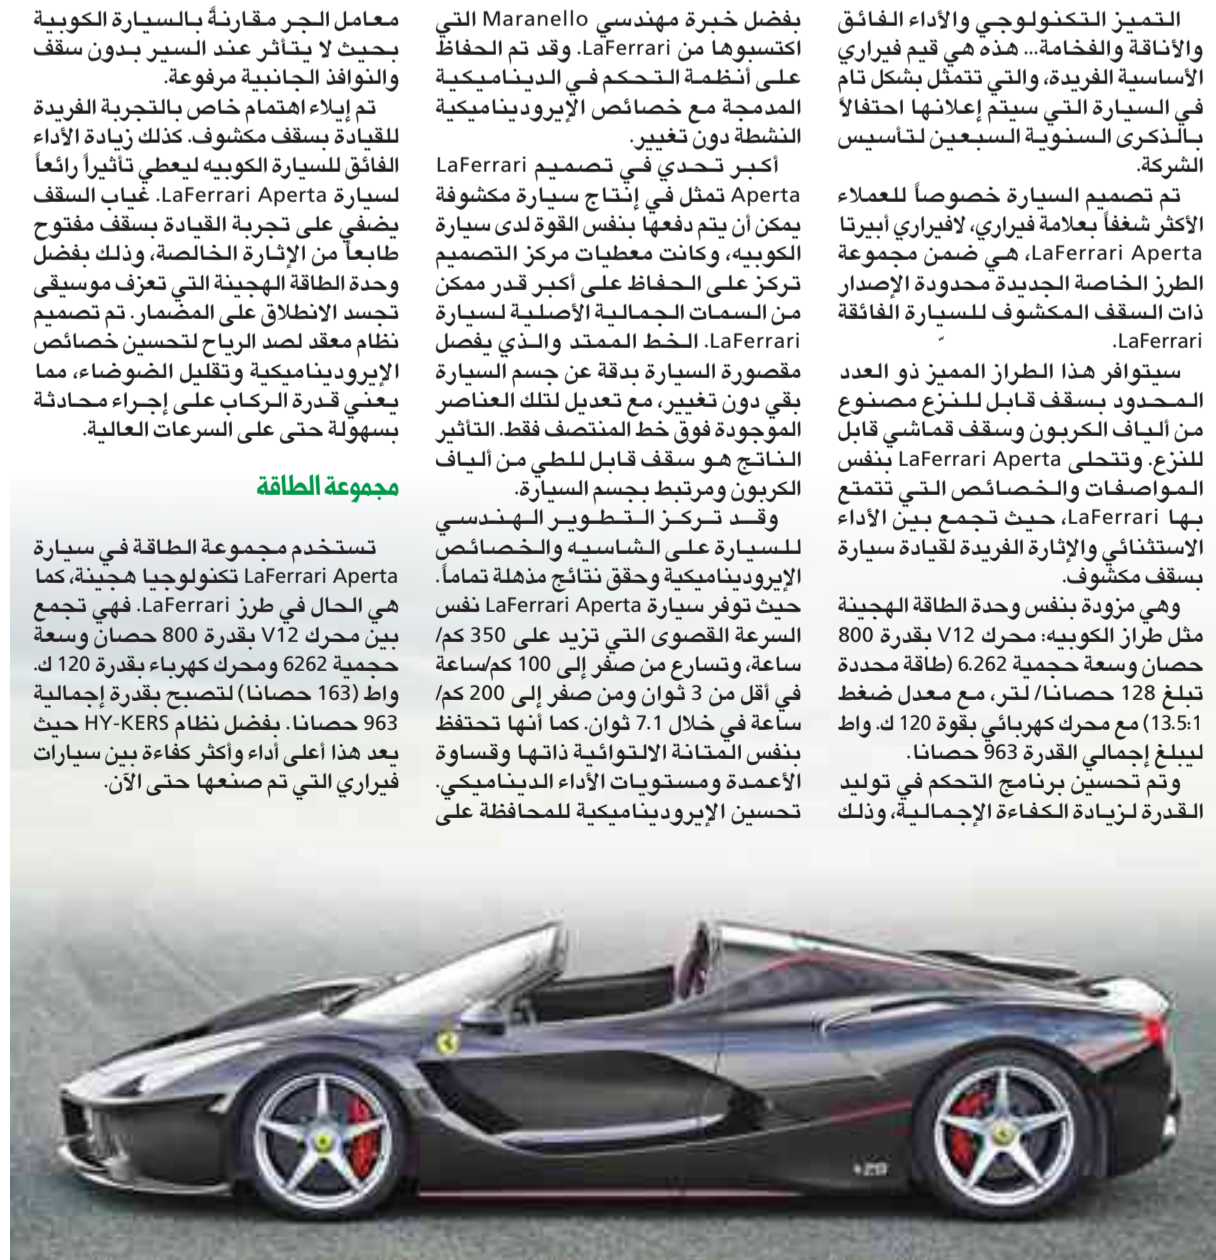 التميز التكنولوجي والأداء الفائق
والأناقة والفخامة... هذه هي قيم فيراري
الأساسية الفريدة، والتي تتمثل بشكل تام
في السيارة التي سيتم إعلانها احتفالاً
بالذكرى السنوية السبعين لتأسيس
الشركة.
تم تصميم السيارة خصوصاً للعملاء
الأكثر شغفاً بعلامة فيراري، لافيراري أبيرتا
LaFerrari Aperta، هي ضمن مجموعة
الطرز الخاصة الجديدة محدودة الإصدار
ذات السقف المكشوف للسيارة الفائقة
LaFerrari.
سيتوافر هذا الطراز المميز ذو العدد
المحدود بسقف قابل للنزع مصنوع
من ألياف الكربون وسقف قماشي قابل
للنزع. وتتحلى LaFerrari Aperta بنفس
المواصفات والخصائص التي تتمتع
بها LaFerrari، حيث تجمع بين الأداء
الاستثنائي والإثارة الفريدة لقيادة سيارة
بسقف مكشوف.
وهي مزودة بنفس وحدة الطاقة الهجينة
مثل طراز الكوبيه: محرك V12 بقدرة 800
حصان وسعة حجمية 6.262 (طاقة محددة
تبلغ 128 حصانا/ لتر، مع معدل ضغط
13.5:1) مع محرك كهربائي بقوة 120 ك. واط
ليبلغ إجمالي القدرة 963 حصانا.
وتم تحسين برنامج التحكم في توليد
القدرة لزيادة الكفاءة الإجمالية، وذلك
بفضل خبرة مهندسي Maranello التي
اكتسبوها من LaFerrari. وقد تم الحفاظ
على أنظمة التحكم في الديناميكية
المدمجة مع خصائص الإيروديناميكية
النشطة دون تغيير.
أكبر تحدي في تصميم LaFerrari
Aperta تمثل في إنتاج سيارة مكشوفة
يمكن أن يتم دفعها بنفس القوة لدى سيارة
الكوبيه، وكانت معطيات مركز التصميم
تركز على الحفاظ على أكبر قدر ممكن
من السمات الجمالية الأصلية لسيارة
LaFerrari. الخط الممتد والذي يفصل
مقصورة السيارة بدقة عن جسم السيارة
بقي دون تغيير، مع تعديل لتلك العناصر
الموجودة فوق خط المنتصف فقط. التأثير
الناتج هو سقف قابل للطي من ألياف
الكربون ومرتبط بجسم السيارة.
وقد تركز التطوير الهندسي
للسيارة على الشاسيه والخصائص
الإيروديناميكية وحقق نتائج مذهلة تماماً.
حيث توفر سيارة LaFerrari Aperta نفس
السرعة القصوى التي تزيد على 350 كم/
ساعة، وتسارع من صفر إلى 100 كم/ساعة
في أقل من 3 ثوان ومن صفر إلى 200 كم/
ساعة في خلال 7.1 ثوان. كما أنها تحتفظ
بنفس المتانة الالتوائية ذاتها وقساوة
الأعمدة ومستويات الأداء الديناميكي.
تحسين الإيروديناميكية للمحافظة على
معامل الجر مقارنةً بالسيارة الكوبية
بحيث لا يتأثر عند السير بدون سقف
والنوافذ الجانبية مرفوعة.
تم إيلاء اهتمام خاص بالتجربة الفريدة
للقيادة بسقف مكشوف. كذلك زيادة الأداء
الفائق للسيارة الكوبيه ليعطي تأثيراً رائعاً
لسيارة LaFerrari Aperta. غياب السقف
يضفي على تجربة القيادة بسقف مفتوح
طابعاً من الإثارة الخالصة، وذلك بفضل
وحدة الطاقة الهجينة التي تعزف موسيقى
تجسد الانطلاق على المضمار. تم تصميم
نظام معقد لصد الرياح لتحسين خصائص
الإيروديناميكية وتقليل الضوضاء، مما
يعني قدرة الركاب على إجراء محادثة
بسهولة حتى على السرعات العالية.
مجموعة الطاقة
تستخدم مجموعة الطاقة في سيارة
LaFerrari Aperta تكنولوجيا هجينة، كما
هي الحال في طرز LaFerrari. فهي تجمع
بين محرك V12 بقدرة 800 حصان وسعة
حجمية 6262 ومحرك كهرباء بقدرة 120 ك.
واط (163 حصانا) لتصبح بقدرة إجمالية
963 حصانا. بفضل نظام HY-KERS حيث
يعد هذا أعلى أداء وأكثر كفاءة بين سيارات
فيراري التي تم صنعها حتى الآن.